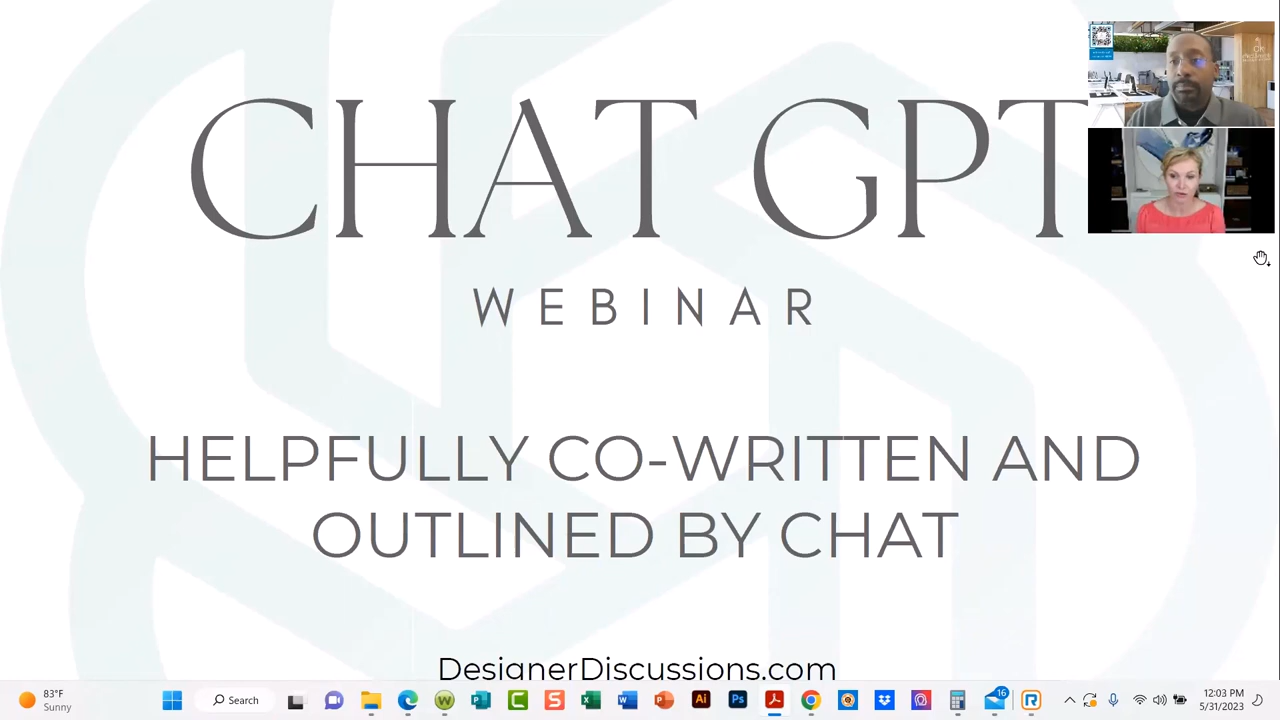 CHAT GPT
WEBINAR
HELPFULLY CO-WRITTEN AND
OUTLINED BY CHAT
DesignerDiscussions.com
83°F
Sunny
Search
16
12:03 PM
5/31/2023